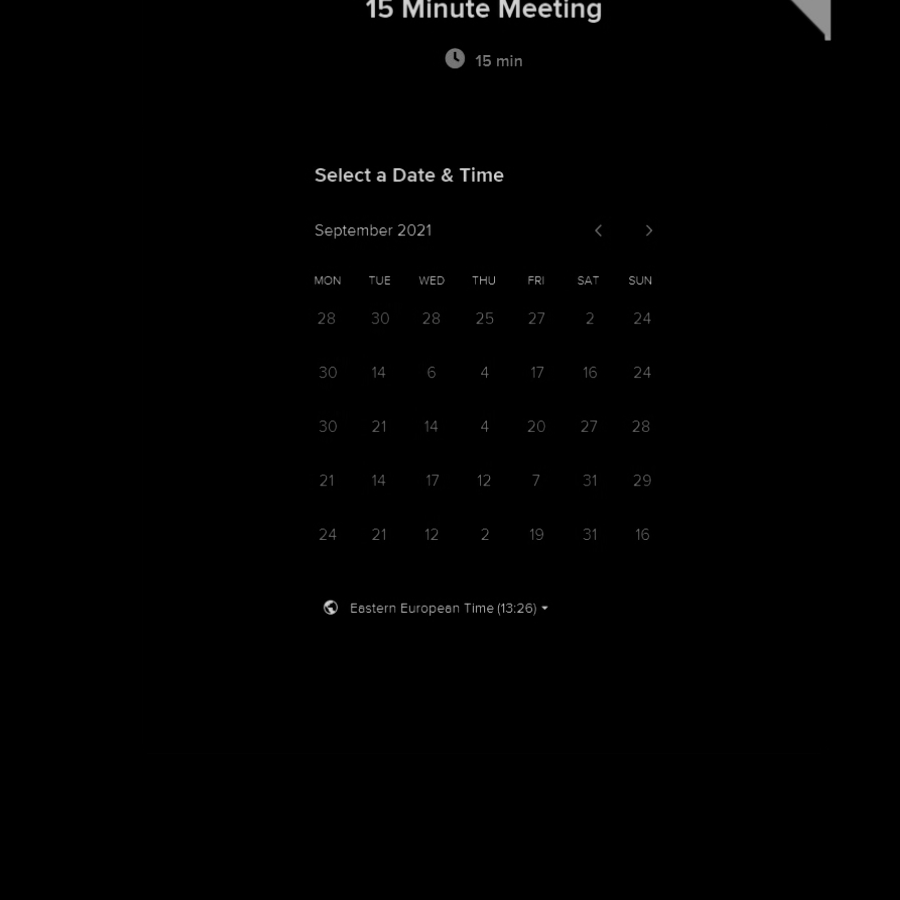 15 Minute Meeting
15 min
Select a Date & Time
September 2021
MON TUE WED THU FRI SAT SUN
28 30 28 25 27 2 24
30 14 6 4 17 16 24
30 21 14 4 20 27 28
21 14 17 12 7 31 29
24 21 12 2 19 31 16
Eastern European Time (13:26)